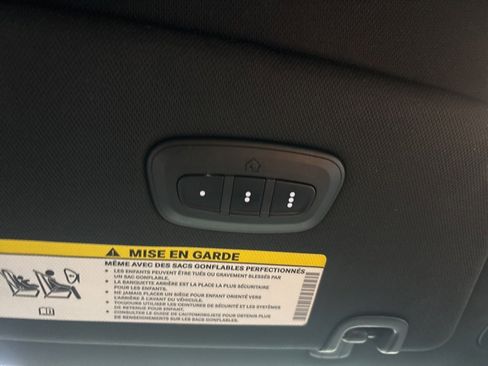 MISE EN GARDE
MÊME AVEC DES SACS GONFLABLES PERFECTIONNÉS
• LES ENFANTS PEUVENT ÊTRE TUÉS OU GRAVEMENT BLESSÉS PAR
UN SAC GONFLABLE.
• LA BANQUETTE ARRIÈRE EST LA PLACE LA PLUS SÉCURITAIRE
POUR LES ENFANTS.
• NE JAMAIS PLACER UN SIÈGE POUR ENFANT ORIENTÉ VERS
L'ARRIÈRE À L'AVANT DU VÉHICULE.
• TOUJOURS UTILISER LES CEINTURES DE SÉCURITÉ ET LES SYSTÈMES
DE RETENUE POUR ENFANT.
• CONSULTER LE GUIDE DE L'AUTOMOBILISTE POUR OBTENIR PLUS
DE RENSEIGNEMENTS SUR LES SACS GONFLABLES.